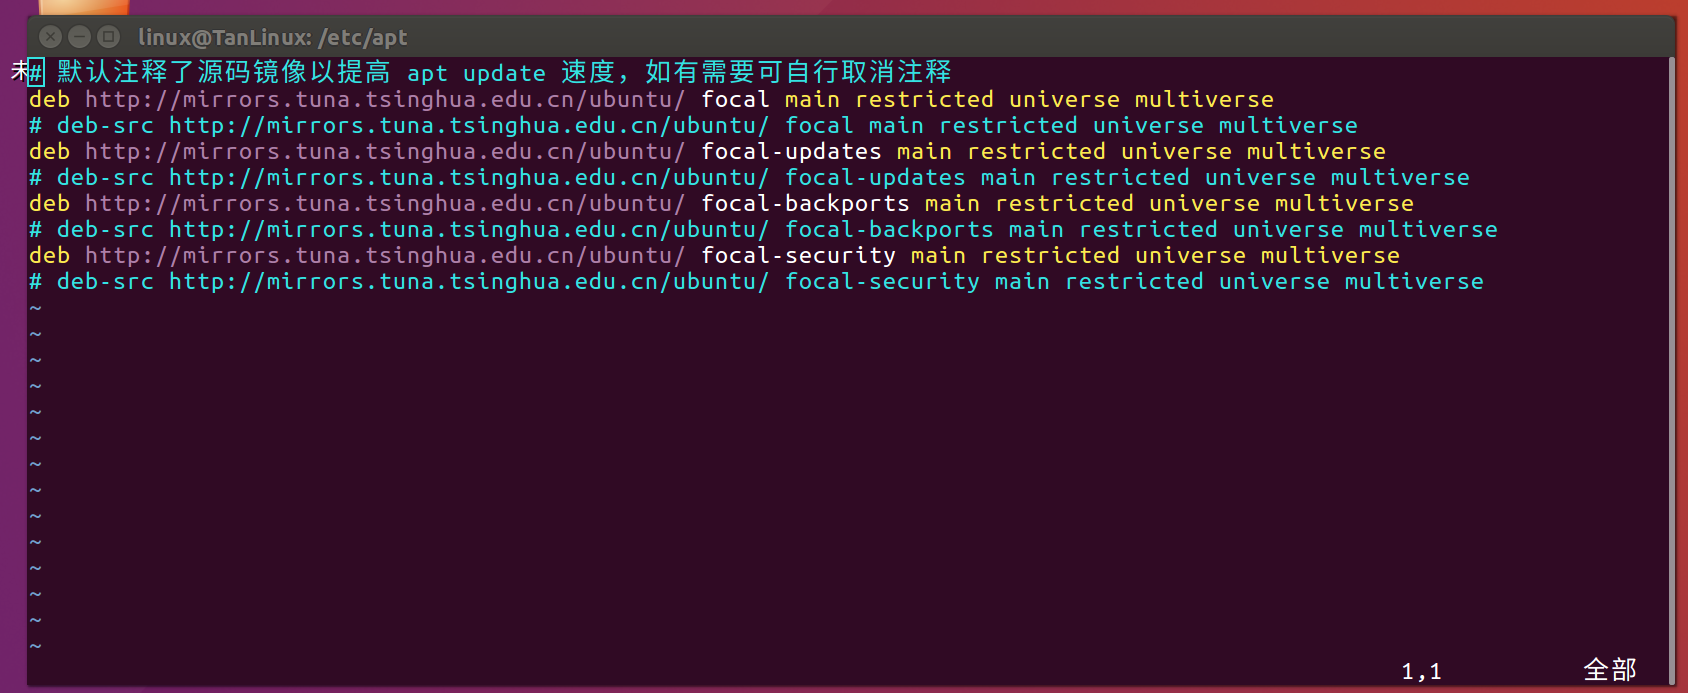 linux@TanLinux: /etc/apt
未
# 默认注释了源码镜像以提高 apt update 速度，如有需要可自行取消注释
deb http://mirrors.tuna.tsinghua.edu.cn/ubuntu/ focal main restricted universe multiverse
# deb-src http://mirrors.tuna.tsinghua.edu.cn/ubuntu/ focal main restricted universe multiverse
deb http://mirrors.tuna.tsinghua.edu.cn/ubuntu/ focal-updates main restricted universe multiverse
# deb-src http://mirrors.tuna.tsinghua.edu.cn/ubuntu/ focal-updates main restricted universe multiverse
deb http://mirrors.tuna.tsinghua.edu.cn/ubuntu/ focal-backports main restricted universe multiverse
# deb-src http://mirrors.tuna.tsinghua.edu.cn/ubuntu/ focal-backports main restricted universe multiverse
deb http://mirrors.tuna.tsinghua.edu.cn/ubuntu/ focal-security main restricted universe multiverse
# deb-src http://mirrors.tuna.tsinghua.edu.cn/ubuntu/ focal-security main restricted universe multiverse
~
~
~
~
~
~
~
~
~
~
~
~
~
~
1,1 全部